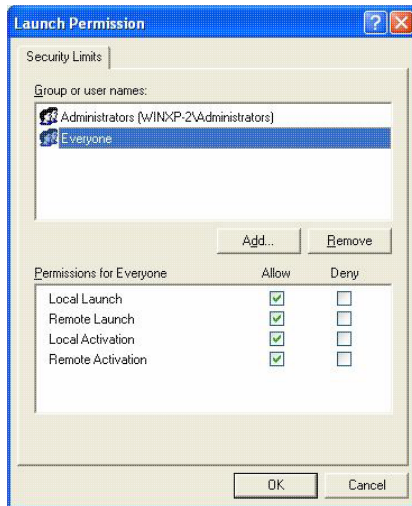 Launch Permission
Security Limits
Group or user names:
Administrators (WINXP-2\Administrators)
Everyone
Add... Remove
Permissions for Everyone Allow Deny
Local Launch
Remote Launch
Local Activation
Remote Activation
OK Cancel